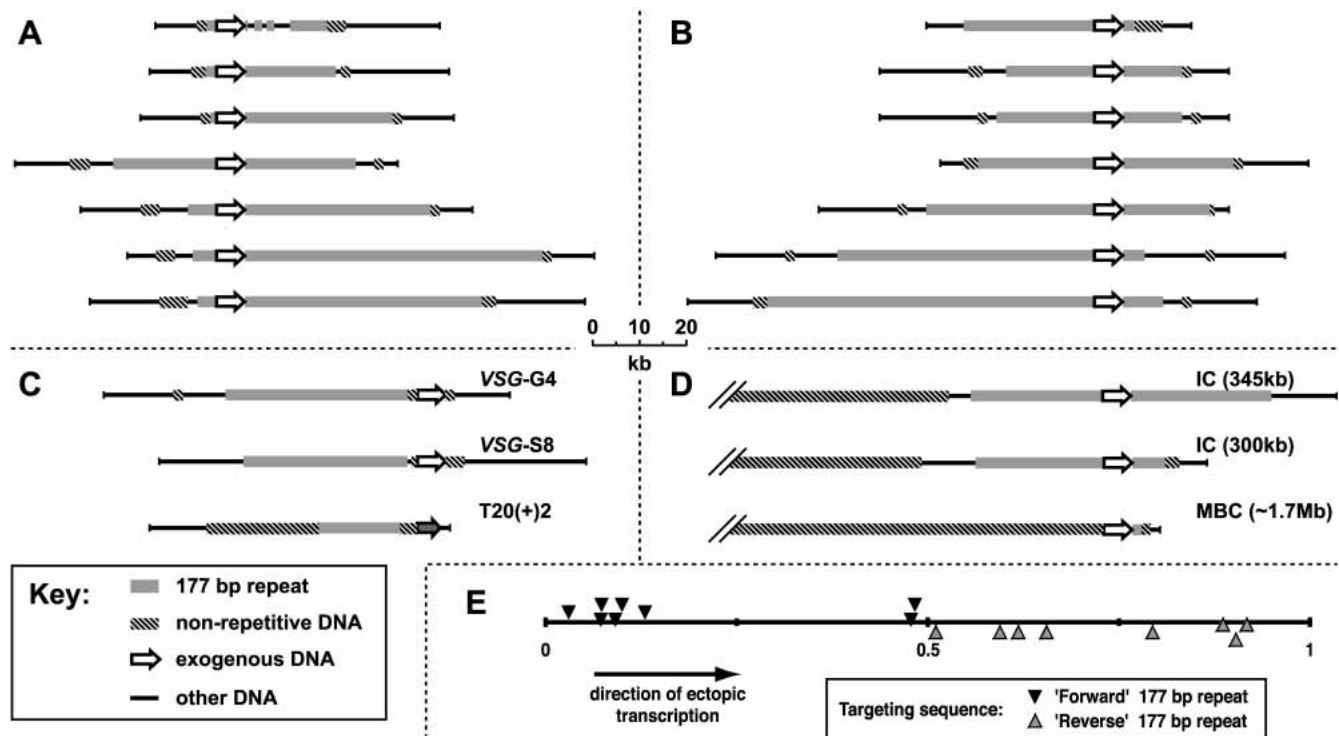 A
B
0 10 20
kb
C
VSG-G4
VSG-S8
T20(+)2
D
IC (345kb)
IC (300kb)
MBC (~1.7Mb)
Key:
177 bp repeat
non-repetitive DNA
exogenous DNA
other DNA
E
0 0.5 1
direction of ectopic
transcription
Targeting sequence:
'Forward' 177 bp repeat
'Reverse' 177 bp repeat